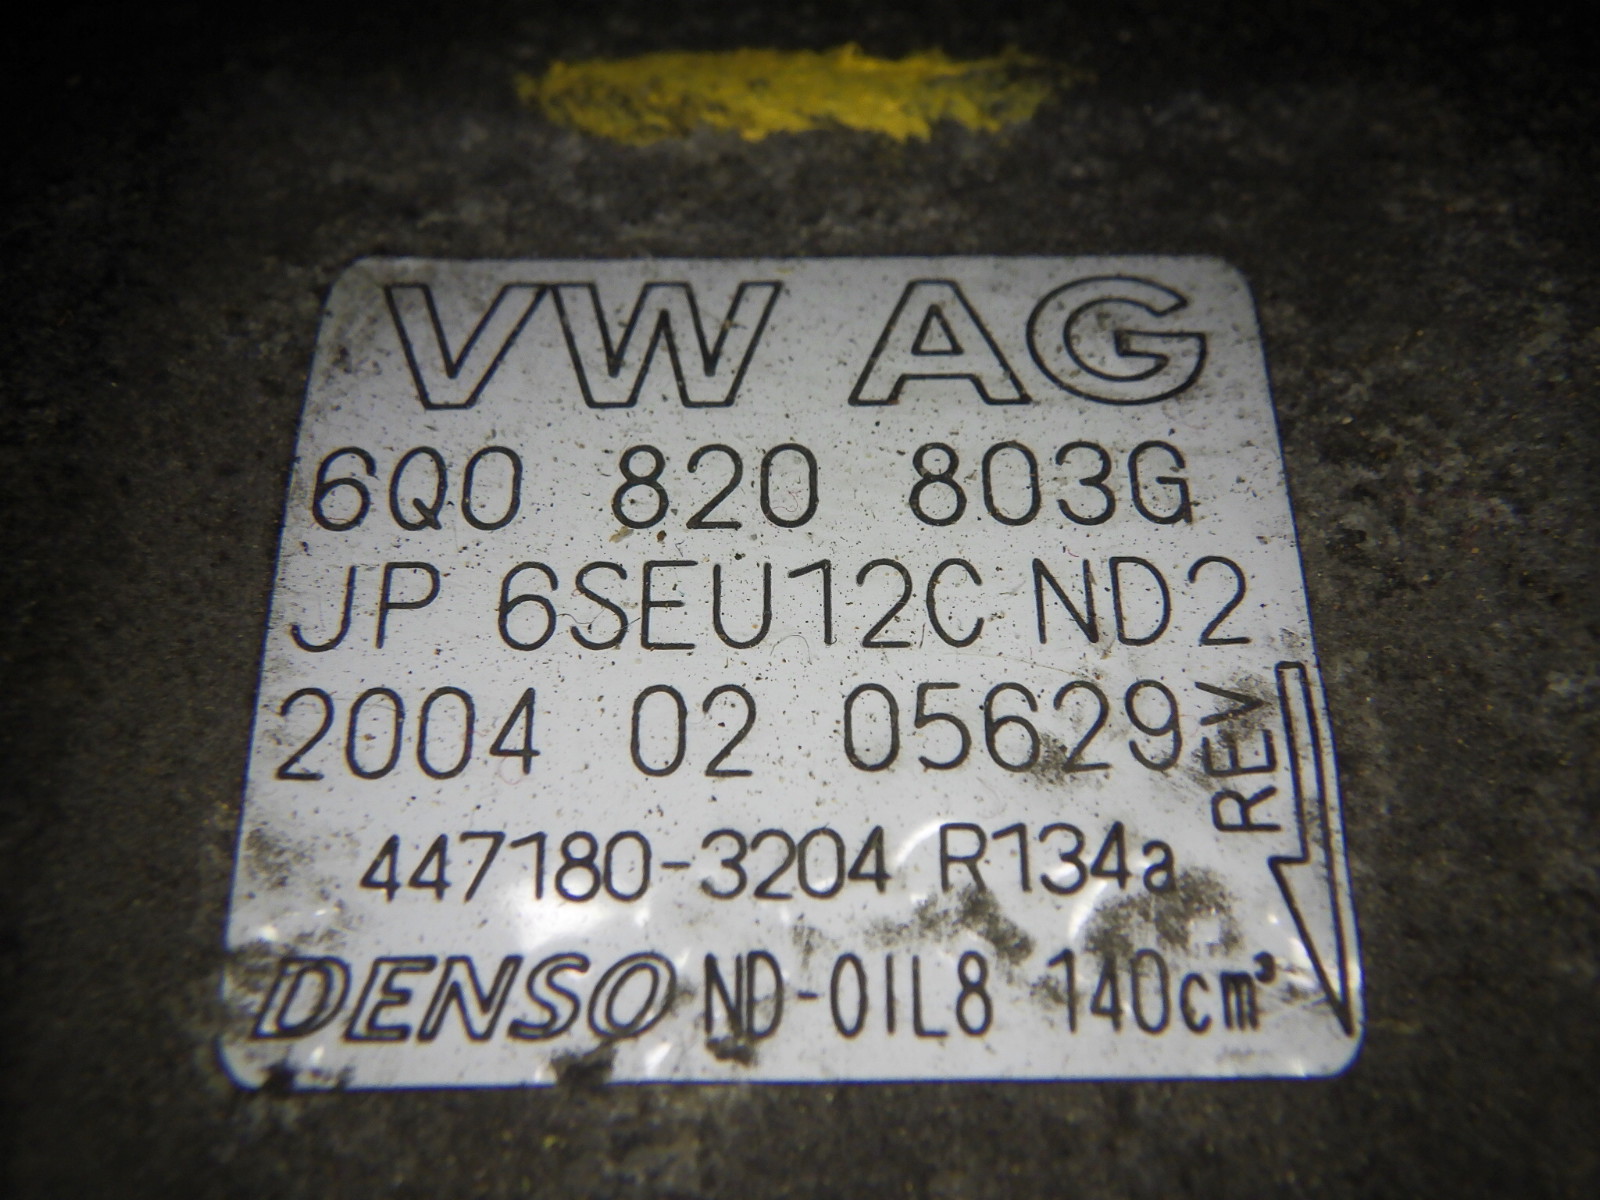 VW AG
6Q0 820 803G
JP 6SEU12C ND2
2004 02 05629
REV
447180-3204 R134a
DENSO ND-OIL8 140cm³